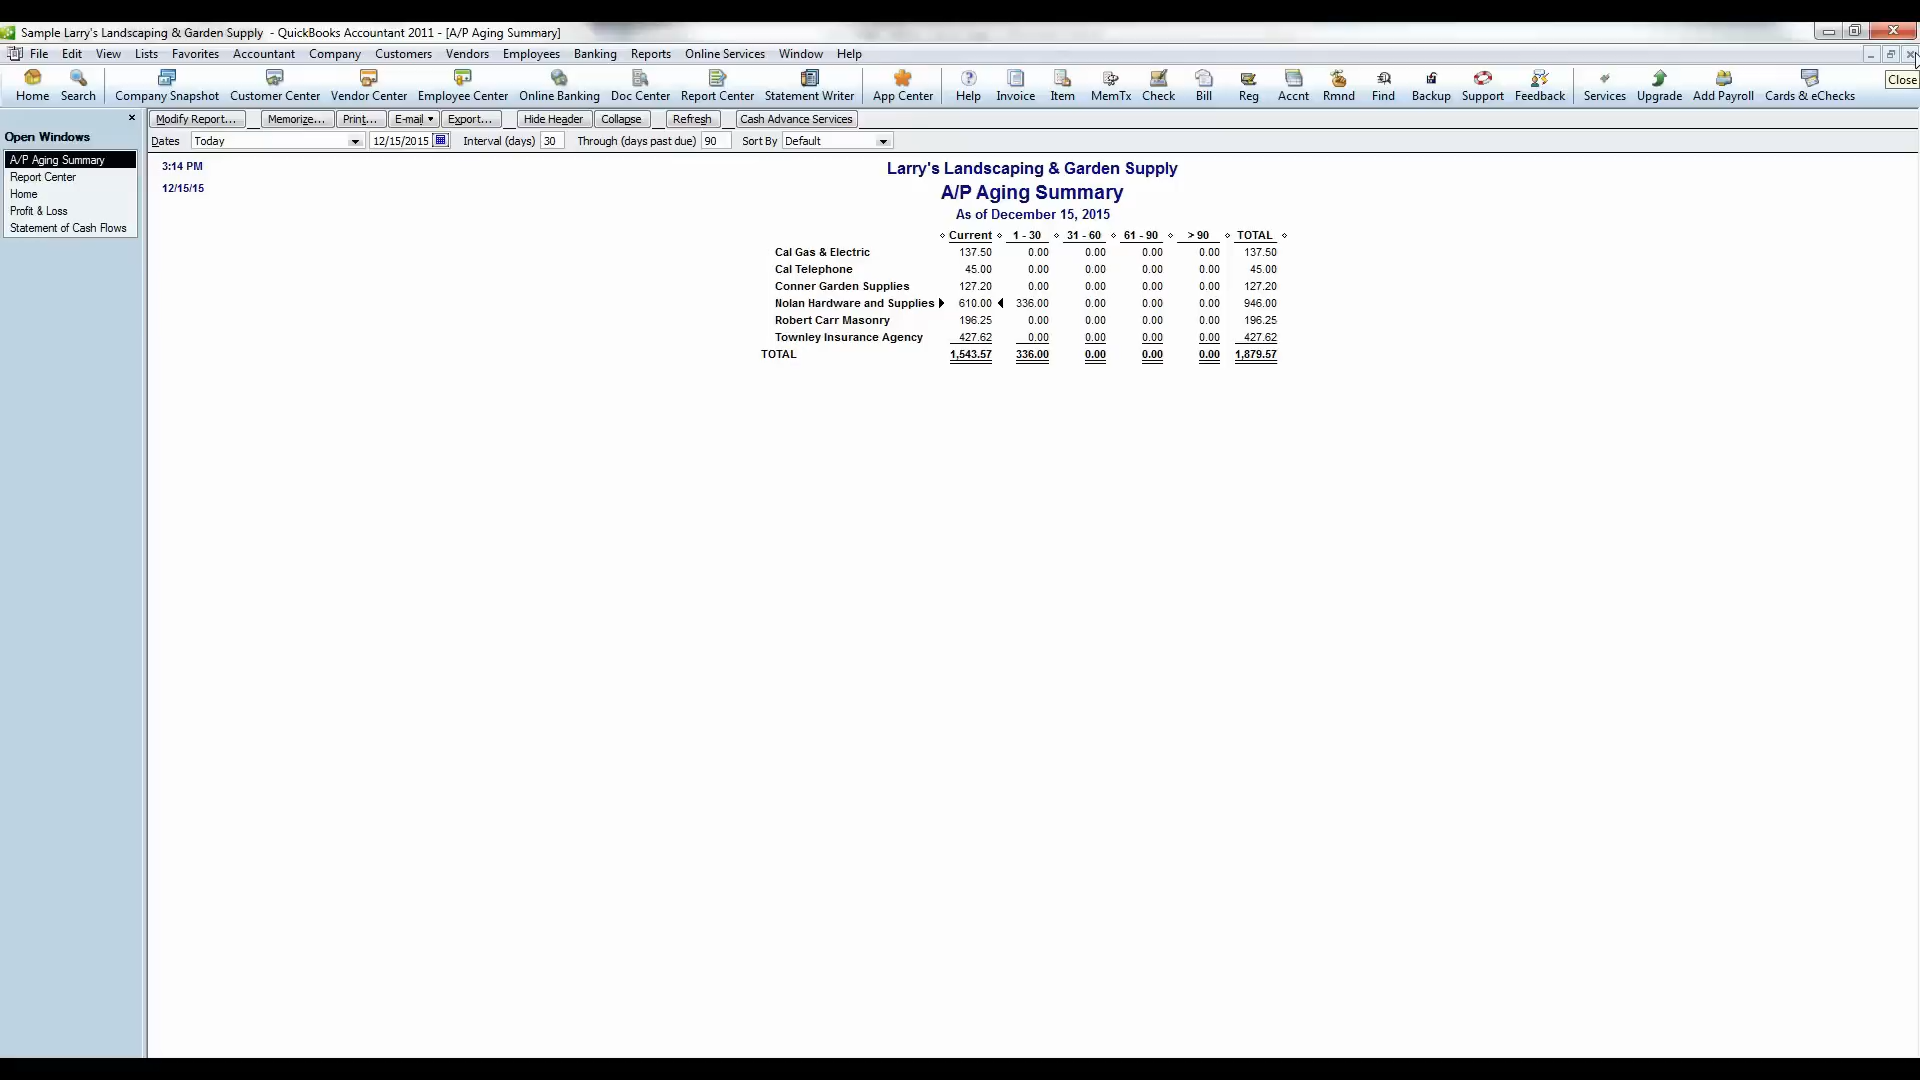 Sample Larry's Landscaping & Garden Supply - QuickBooks Accountant 2011 - [A/P Aging Summary]
File Edit View Lists Favorites Accountant Company Customers Vendors Employees Banking Reports Online Services Window Help
Home Search Company Snapshot Customer Center Vendor Center Employee Center Online Banking Doc Center Report Center Statement Writer App Center Help Invoice Item MemTx Check Bill Reg Accnt Rmnd Find Backup Support Feedback Services Upgrade Add Payroll Cards & eChecks
Close
Modify Report... Memorize... Print... E-mail Export... Hide Header Collapse Refresh Cash Advance Services
Dates Today 12/15/2015 Interval (days) 30 Through (days past due) 90 Sort By Default
Open Windows
A/P Aging Summary
Report Center
Home
Profit & Loss
Statement of Cash Flows
3:14 PM
12/15/15
Larry's Landscaping & Garden Supply
A/P Aging Summary
As of December 15, 2015
Current 1 - 30 31 - 60 61 - 90 > 90 TOTAL
Cal Gas & Electric 137.50 0.00 0.00 0.00 0.00 137.50
Cal Telephone 45.00 0.00 0.00 0.00 0.00 45.00
Conner Garden Supplies 127.20 0.00 0.00 0.00 0.00 127.20
Nolan Hardware and Supplies 610.00 336.00 0.00 0.00 0.00 946.00
Robert Carr Masonry 196.25 0.00 0.00 0.00 0.00 196.25
Townley Insurance Agency 427.62 0.00 0.00 0.00 0.00 427.62
TOTAL 1,543.57 336.00 0.00 0.00 0.00 1,879.57